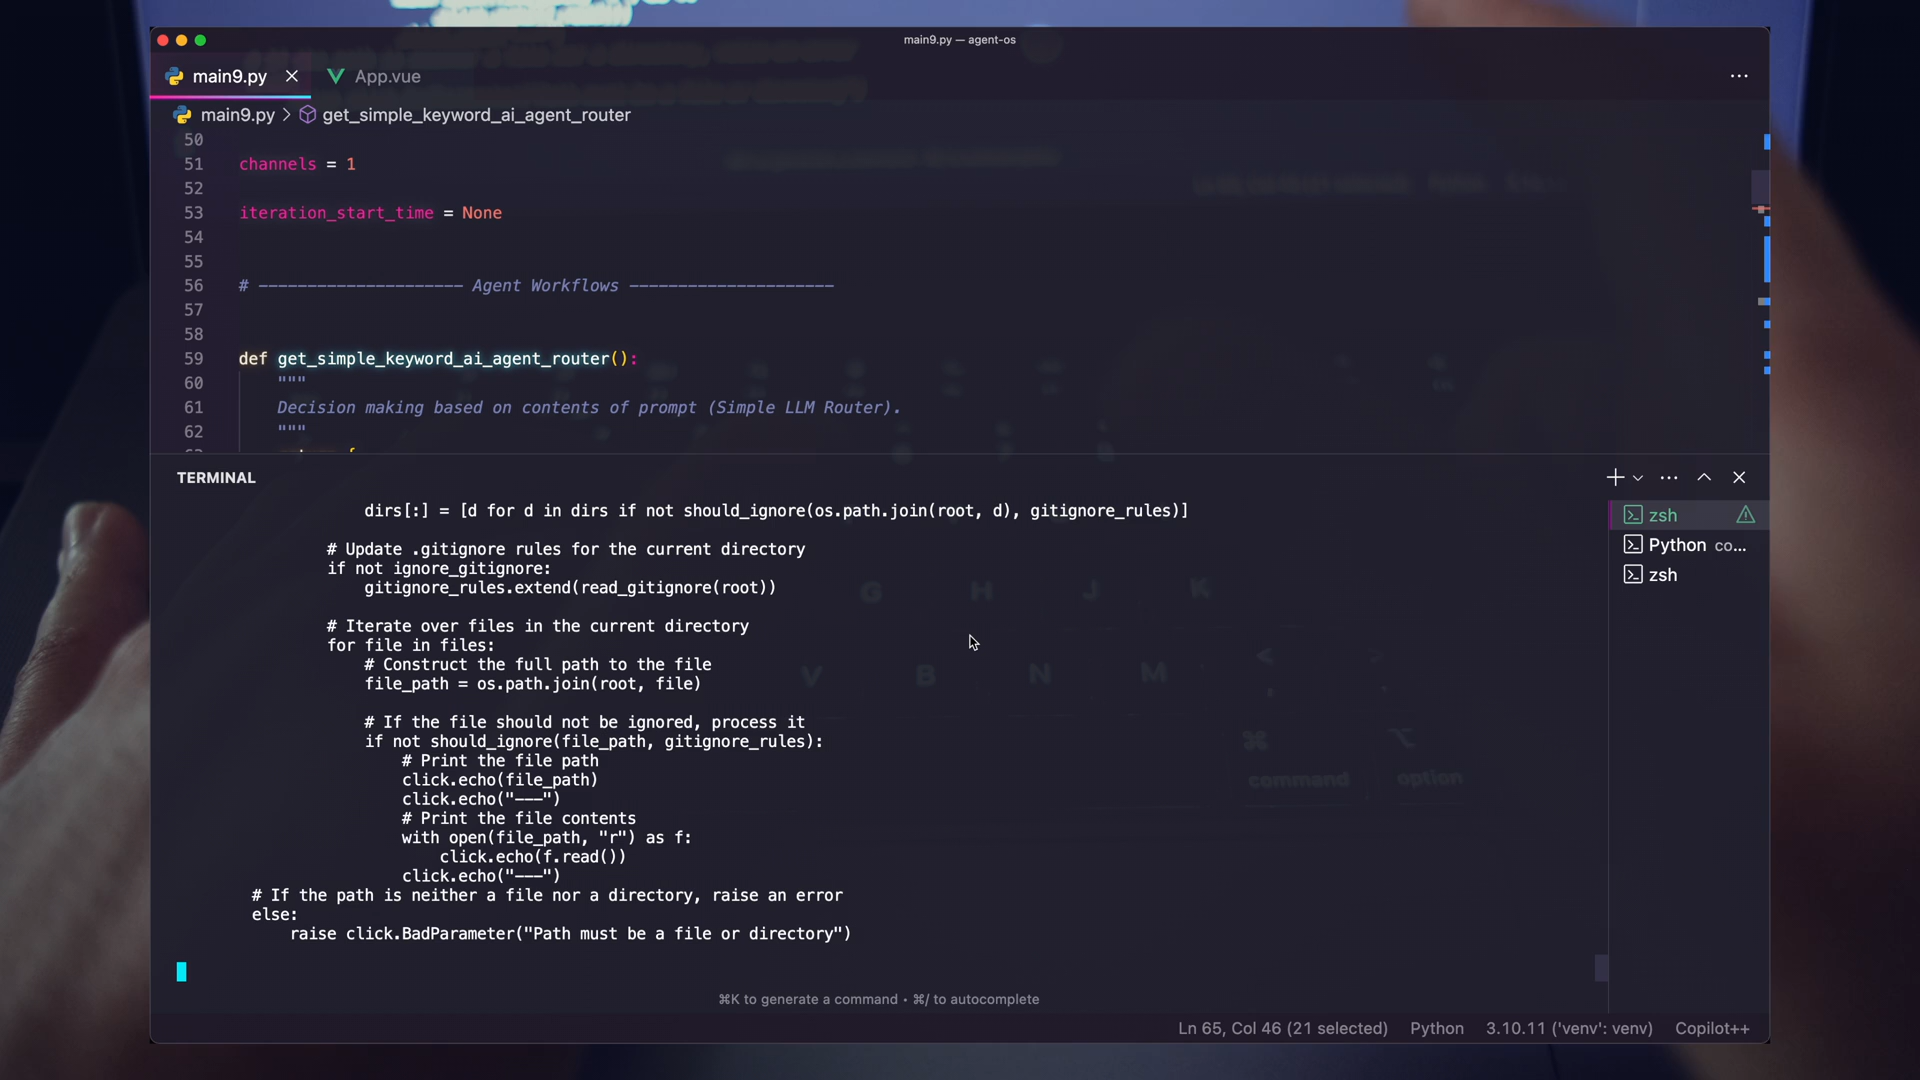 main9.py — agent-os
main9.py
App.vue
main9.py > get_simple_keyword_ai_agent_router
50
51 channels = 1
52
53 iteration_start_time = None
54
55
56 # ––––––––––––––––––––– Agent Workflows –––––––––––––––––––––
57
58
59 def get_simple_keyword_ai_agent_router():
60 """
61 Decision making based on contents of prompt (Simple LLM Router).
62 """
TERMINAL
dirs[:] = [d for d in dirs if not should_ignore(os.path.join(root, d), gitignore_rules)]
# Update .gitignore rules for the current directory
if not ignore_gitignore:
gitignore_rules.extend(read_gitignore(root))
# Iterate over files in the current directory
for file in files:
# Construct the full path to the file
file_path = os.path.join(root, file)
# If the file should not be ignored, process it
if not should_ignore(file_path, gitignore_rules):
# Print the file path
click.echo(file_path)
click.echo("---")
# Print the file contents
with open(file_path, "r") as f:
click.echo(f.read())
click.echo("---")
# If the path is neither a file nor a directory, raise an error
else:
raise click.BadParameter("Path must be a file or directory")
zsh
Python co...
zsh
G H J K
V B N M < >
⌘ ⌥
command option
⌘K to generate a command • ⌘/ to autocomplete
Ln 65, Col 46 (21 selected) Python 3.10.11 ('venv': venv) Copilot++